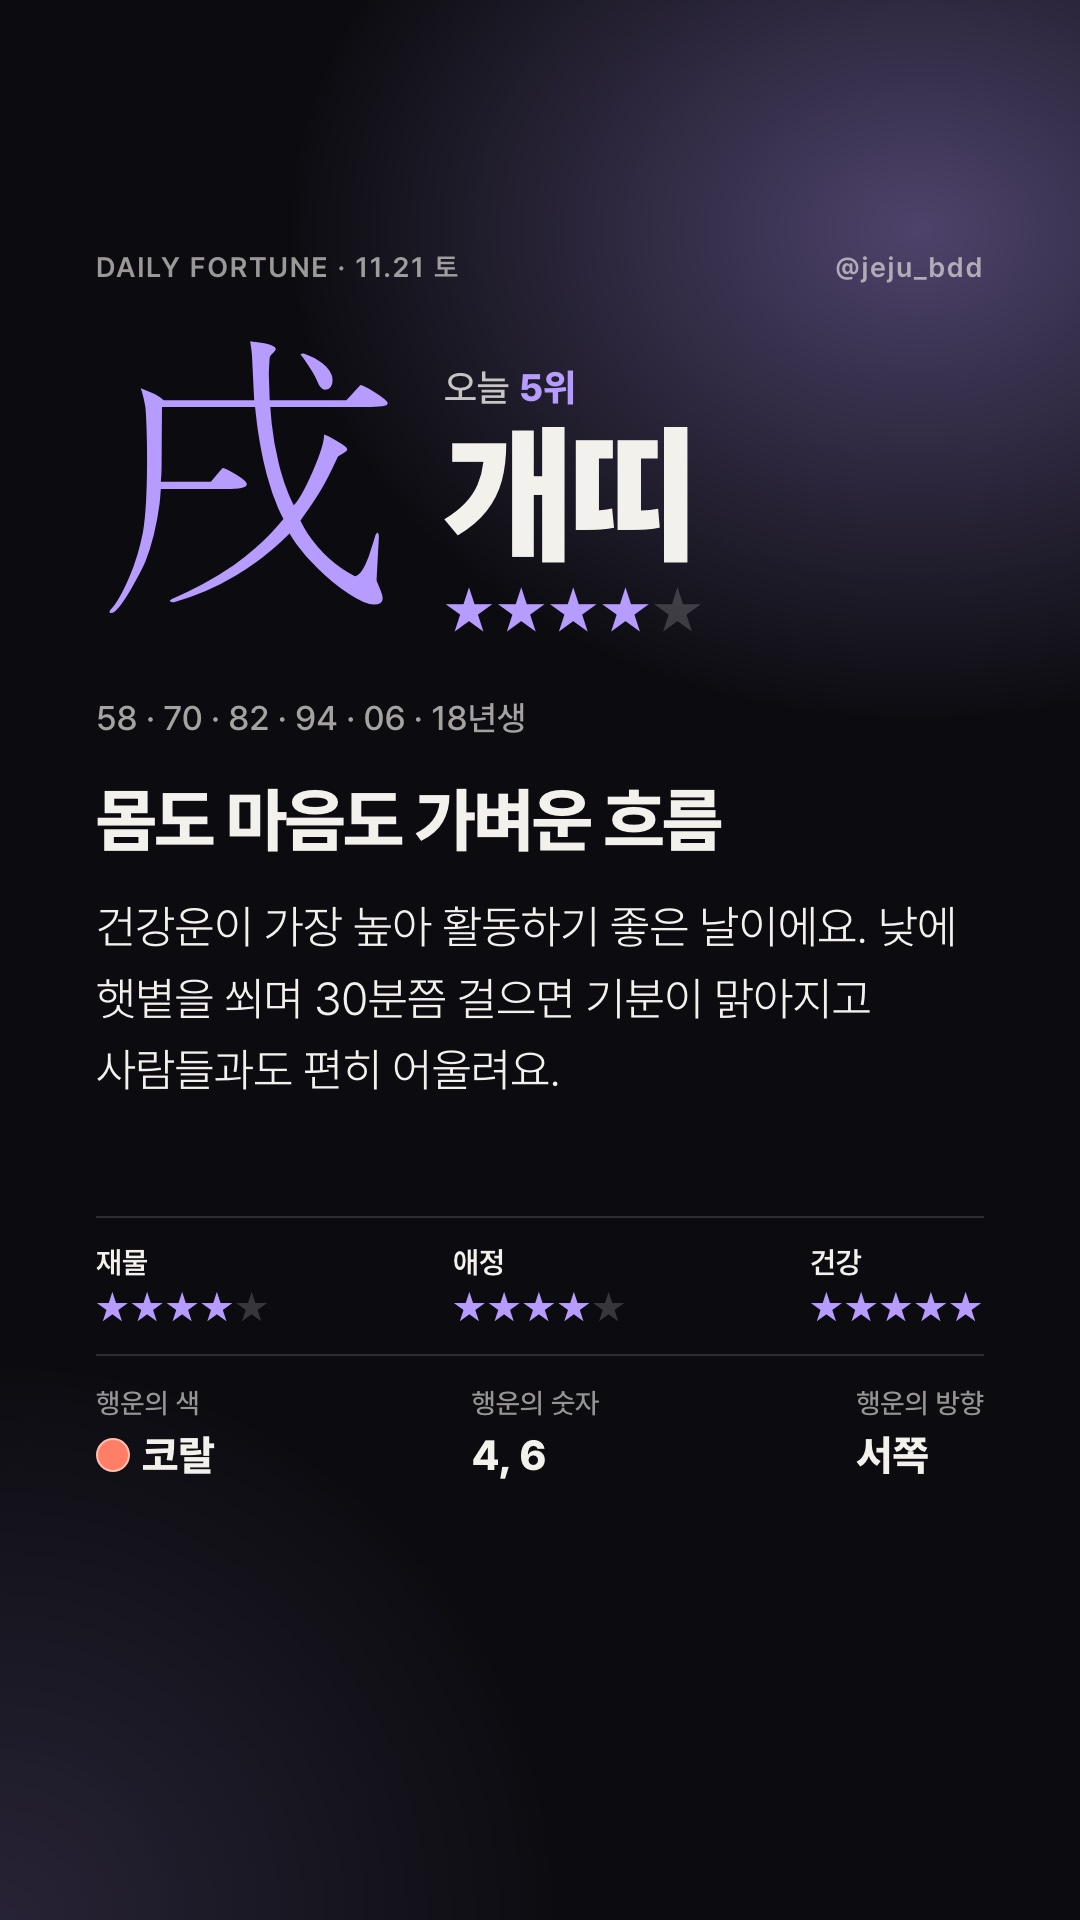 DAILY FORTUNE · 11.21 토
@jeju_bdd
戌
오늘 5위
개띠
★★★★★
58 · 70 · 82 · 94 · 06 · 18년생
몸도 마음도 가벼운 흐름
건강운이 가장 높아 활동하기 좋은 날이에요. 낮에
햇볕을 쐬며 30분쯤 걸으면 기분이 맑아지고
사람들과도 편히 어울려요.
재물 애정 건강
★★★★★ ★★★★★ ★★★★★
행운의 색 행운의 숫자 행운의 방향
코랄 4, 6 서쪽